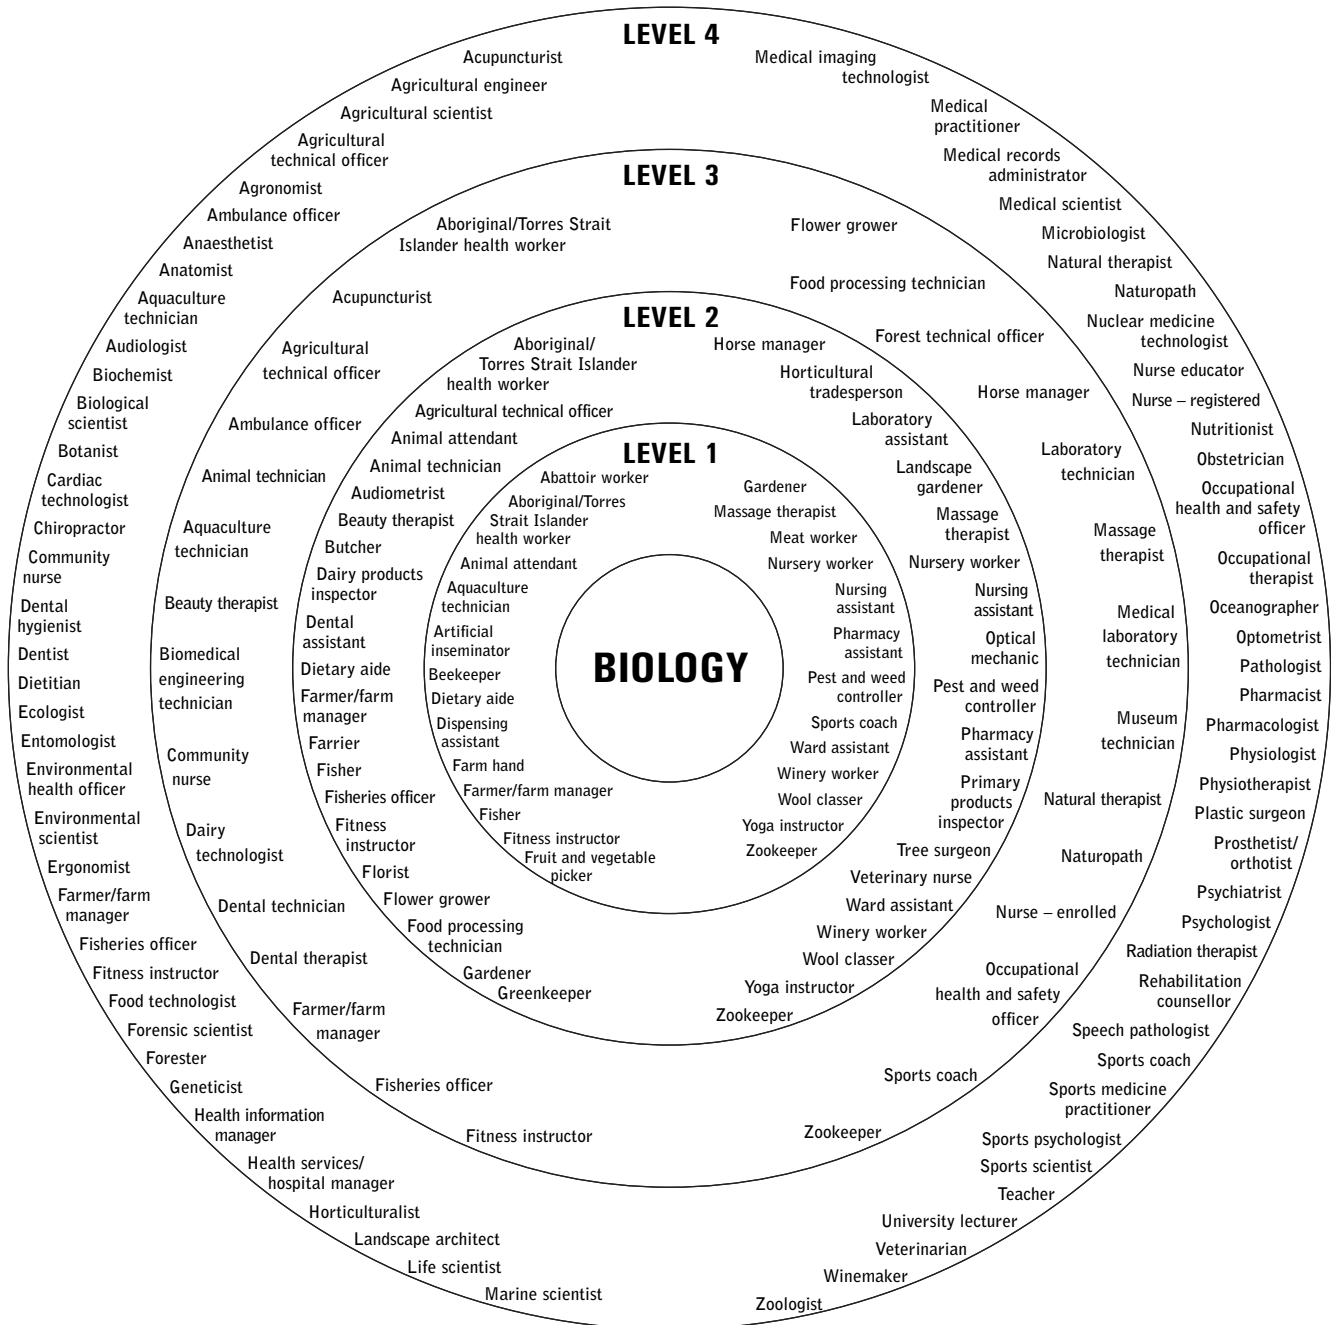 LEVEL 4
Acupuncturist
Agricultural engineer
Agricultural scientist
Agricultural
technical officer
Agronomist
Ambulance officer
Anaesthetist
Anatomist
Aquaculture
technician
Audiologist
Biochemist
Biological
scientist
Botanist
Cardiac
technologist
Chiropractor
Community
nurse
Dental
hygienist
Dentist
Dietitian
Ecologist
Entomologist
Environmental
health officer
Environmental
scientist
Ergonomist
Farmer/farm
manager
Fisheries officer
Fitness instructor
Food technologist
Forensic scientist
Forester
Geneticist
Health information
manager
Health services/
hospital manager
Horticulturalist
Landscape architect
Life scientist
Marine scientist
Medical imaging
technologist
Medical
practitioner
Medical records
administrator
Medical scientist
Microbiologist
Natural therapist
Naturopath
Nuclear medicine
technologist
Nurse educator
Nurse – registered
Nutritionist
Obstetrician
Occupational
health and safety
officer
Occupational
therapist
Oceanographer
Optometrist
Pathologist
Pharmacist
Pharmacologist
Physiologist
Physiotherapist
Plastic surgeon
Prosthetist/
orthotist
Psychiatrist
Psychologist
Radiation therapist
Rehabilitation
counsellor
Speech pathologist
Sports coach
Sports medicine
practitioner
Sports psychologist
Sports scientist
Teacher
University lecturer
Veterinarian
Winemaker
Zoologist
LEVEL 3
Aboriginal/Torres Strait
Islander health worker
Acupuncturist
Agricultural
technical officer
Ambulance officer
Animal technician
Aquaculture
technician
Beauty therapist
Biomedical
engineering
technician
Community
nurse
Dairy
technologist
Dental technician
Dental therapist
Farmer/farm
manager
Fisheries officer
Fitness instructor
Flower grower
Food processing technician
Forest technical officer
Horse manager
Laboratory
technician
Massage
therapist
Medical
laboratory
technician
Museum
technician
Natural therapist
Naturopath
Nurse – enrolled
Occupational
health and safety
officer
Sports coach
Zookeeper
LEVEL 2
Aboriginal/
Torres Strait Islander
health worker
Agricultural technical officer
Animal attendant
Animal technician
Audiometrist
Beauty therapist
Butcher
Dairy products
inspector
Dental
assistant
Dietary aide
Farmer/farm
manager
Farrier
Fisher
Fisheries officer
Fitness
instructor
Florist
Flower grower
Food processing
technician
Gardener
Greenkeeper
Horse manager
Horticultural
tradesperson
Laboratory
assistant
Landscape
gardener
Massage
therapist
Nursery worker
Nursing
assistant
Optical
mechanic
Pest and weed
controller
Pharmacy
assistant
Primary
products
inspector
Tree surgeon
Veterinary nurse
Ward assistant
Winery worker
Wool classer
Yoga instructor
Zookeeper
LEVEL 1
Abattoir worker
Aboriginal/Torres
Strait Islander
health worker
Animal attendant
Aquaculture
technician
Artificial
inseminator
Beekeeper
Dietary aide
Dispensing
assistant
Farm hand
Farmer/farm manager
Fisher
Fitness instructor
Fruit and vegetable
picker
Gardener
Massage therapist
Meat worker
Nursery worker
Nursing
assistant
Pharmacy
assistant
Pest and weed
controller
Sports coach
Ward assistant
Winery worker
Wool classer
Yoga instructor
Zookeeper
BIOLOGY